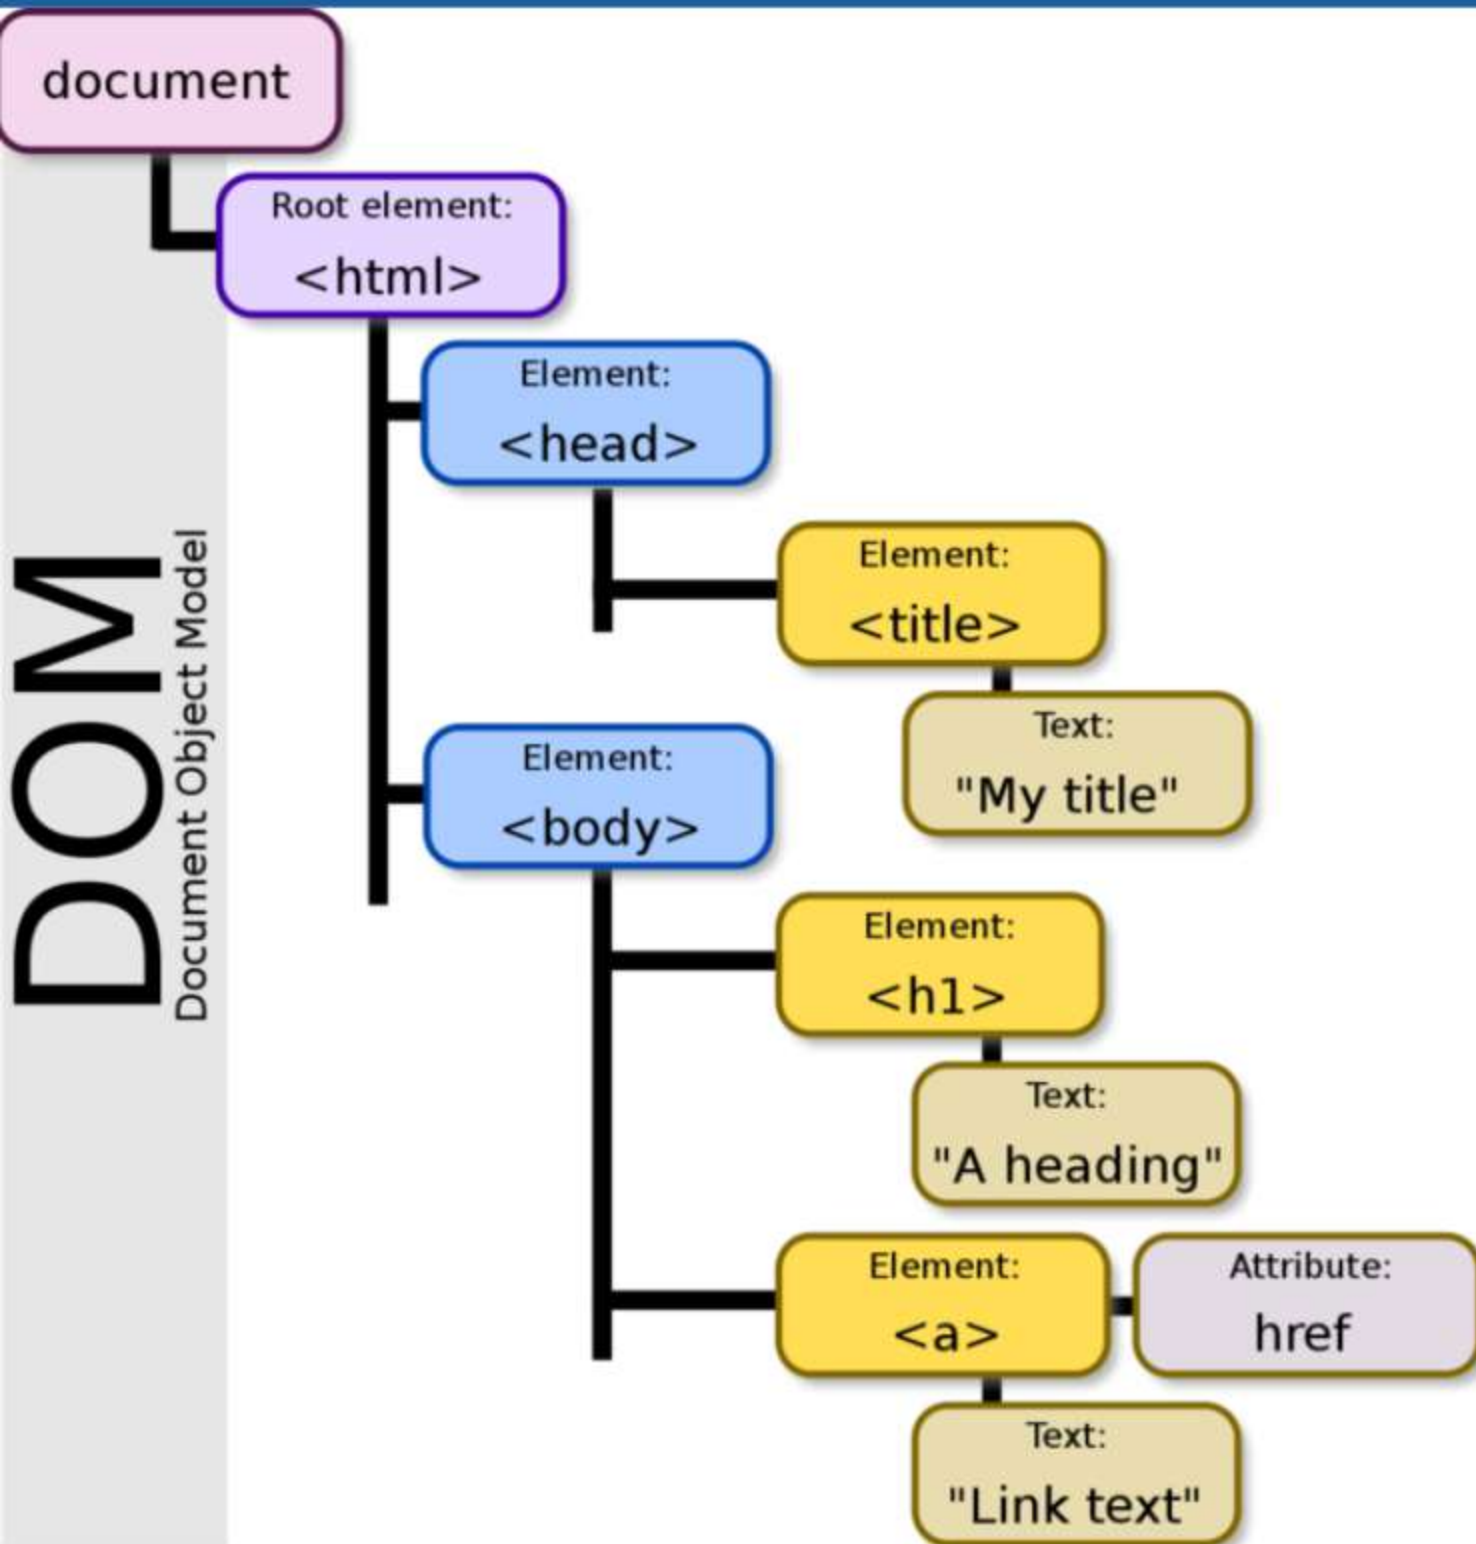 document
Root element:
<html>
Element:
<head>
Element:
<title>
Text:
"My title"
Element:
<body>
Element:
<h1>
Text:
"A heading"
Element:
<a>
Attribute:
href
Text:
"Link text"
DOM
Document Object Model